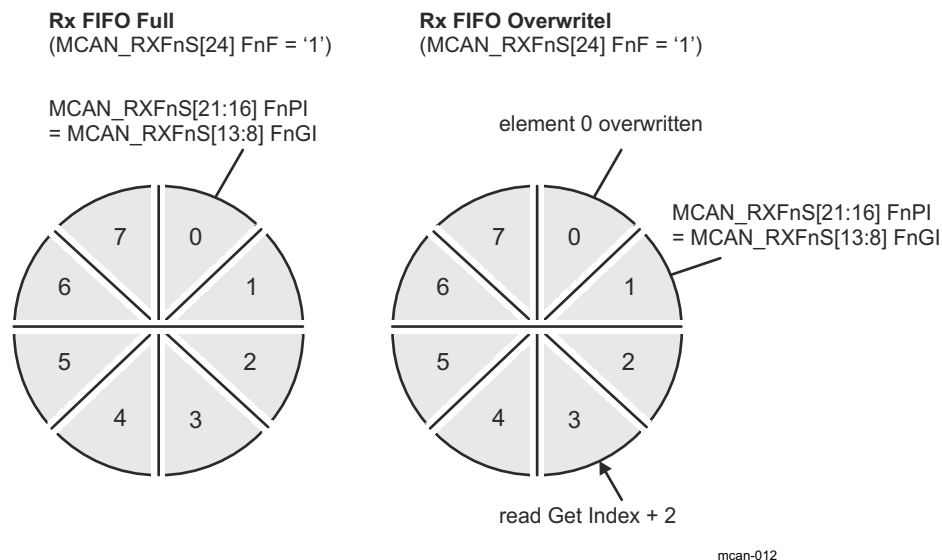 Rx FIFO Full
(MCAN_RXFnS[24] FnF = ‘1’)
MCAN_RXFnS[21:16] FnPI
= MCAN_RXFnS[13:8] FnGI
7
0
6
1
5
2
4
3
Rx FIFO Overwritel
(MCAN_RXFnS[24] FnF = ‘1’)
element 0 overwritten
MCAN_RXFnS[21:16] FnPI
= MCAN_RXFnS[13:8] FnGI
7
0
6
1
5
2
4
3
read Get Index + 2
mcan-012